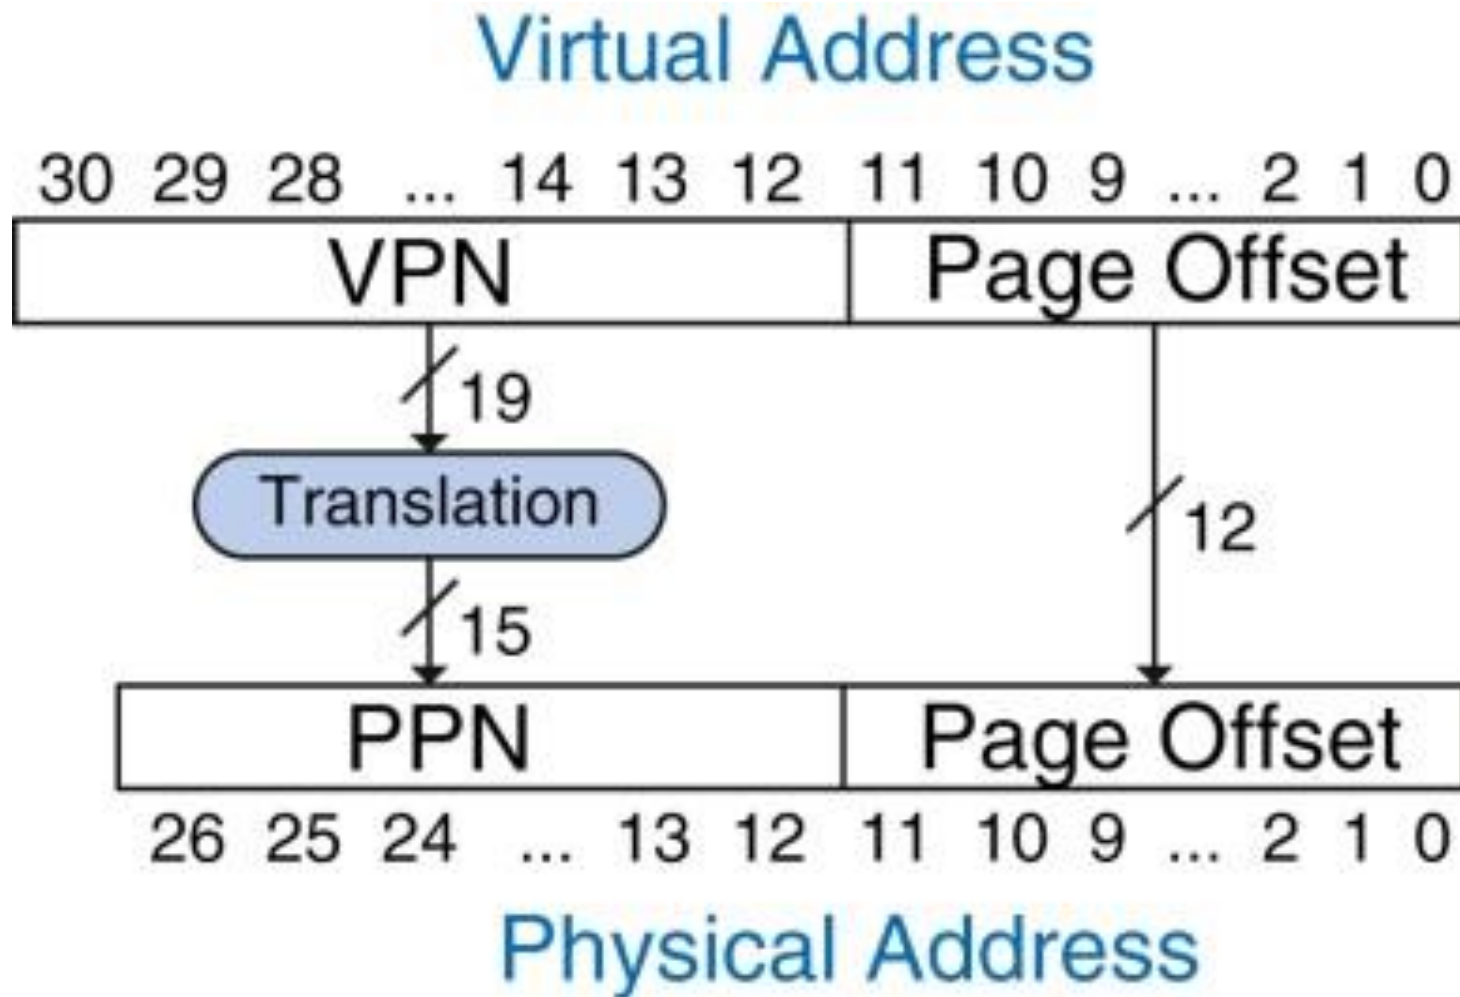 Virtual Address
30 29 28 ... 14 13 12 11 10 9 ... 2 1 0
VPN Page Offset
19
Translation
12
15
PPN Page Offset
26 25 24 ... 13 12 11 10 9 ... 2 1 0
Physical Address